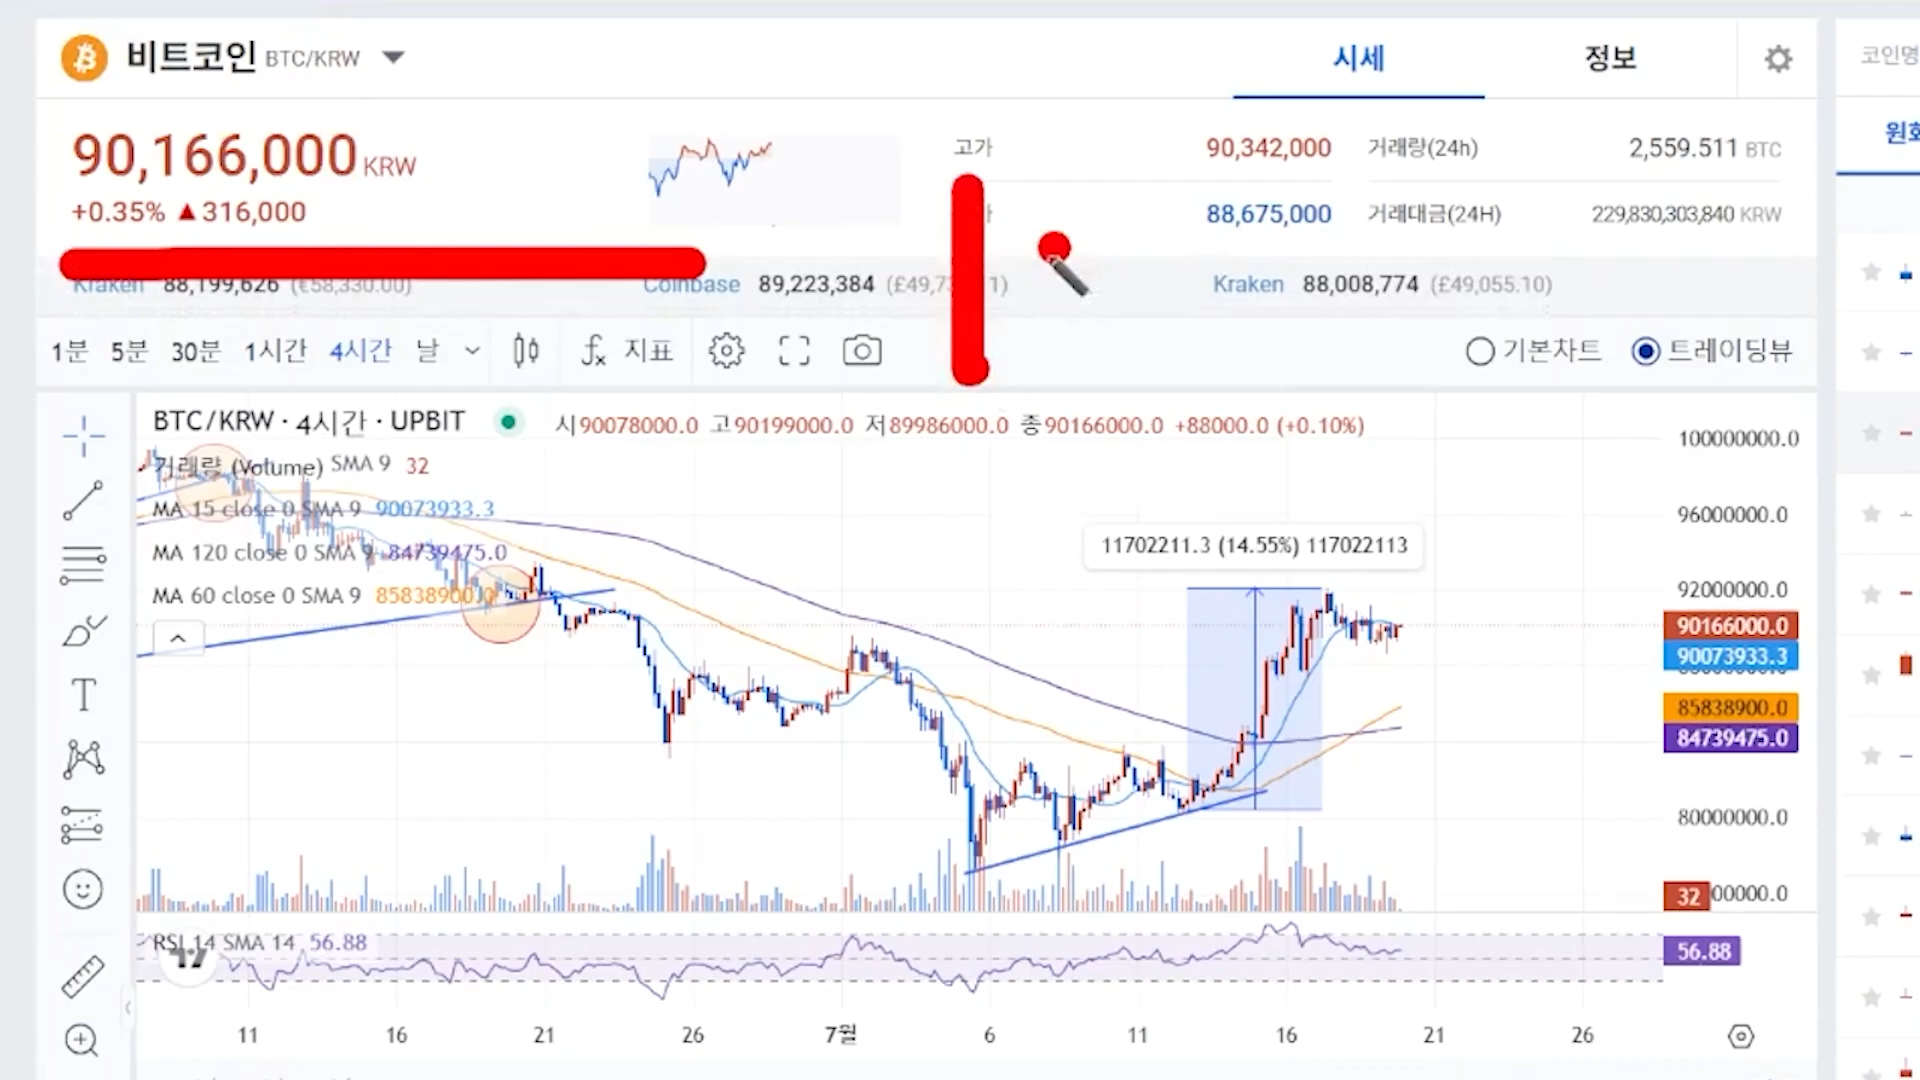 비트코인 BTC/KRW
시세 정보
코인명
90,166,000 KRW
+0.35% ▲316,000
고가 90,342,000 거래량(24h) 2,559.511 BTC
88,675,000 거래대금(24H) 229,830,303,840 KRW
Kraken 88,199,626 (€58,330.00) Coinbase 89,223,384 Kraken 88,008,774 (£49,055.10)
1분 5분 30분 1시간 4시간 날 지표 기본차트 트레이딩뷰
BTC/KRW · 4시간 · UPBIT 시90078000.0 고90199000.0 저89986000.0 종90166000.0 +88000.0 (+0.10%)
거래량 (Volume) SMA 9 32
MA 15 close 0 SMA 9 90073933.3
MA 120 close 0 SMA 9 84739475.0
MA 60 close 0 SMA 9 85838900.0
11702211.3 (14.55%) 117022113
100000000.0
96000000.0
92000000.0
90166000.0
90073933.3
85838900.0
84739475.0
80000000.0
32
RSI 14 SMA 14 56.88
56.88
11 16 21 26 7월 6 11 16 21 26